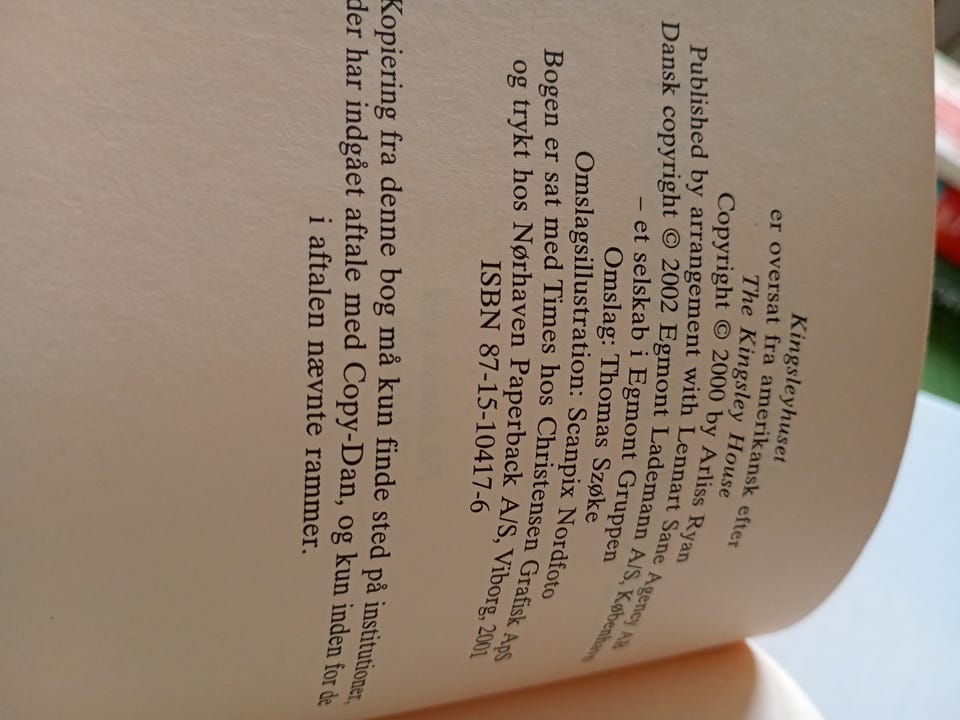 Kingsleyhuset
er oversat fra amerikansk efter
The Kingsley House
Copyright © 2000 by Arliss Ryan
Published by arrangement with Lennart Sane Agency AB
Dansk copyright © 2002 Egmont Lademann A/S, København
– et selskab i Egmont Gruppen
Omslag: Thomas Szøke
Omslagsillustration: Scanpix Nordfoto
Bogen er sat med Times hos Christensen Grafisk ApS
og trykt hos Nørhaven Paperback A/S, Viborg, 2001
ISBN 87-15-10417-6
Kopiering fra denne bog må kun finde sted på institutioner,
der har indgået aftale med Copy-Dan, og kun inden for de
i aftalen nævnte rammer.